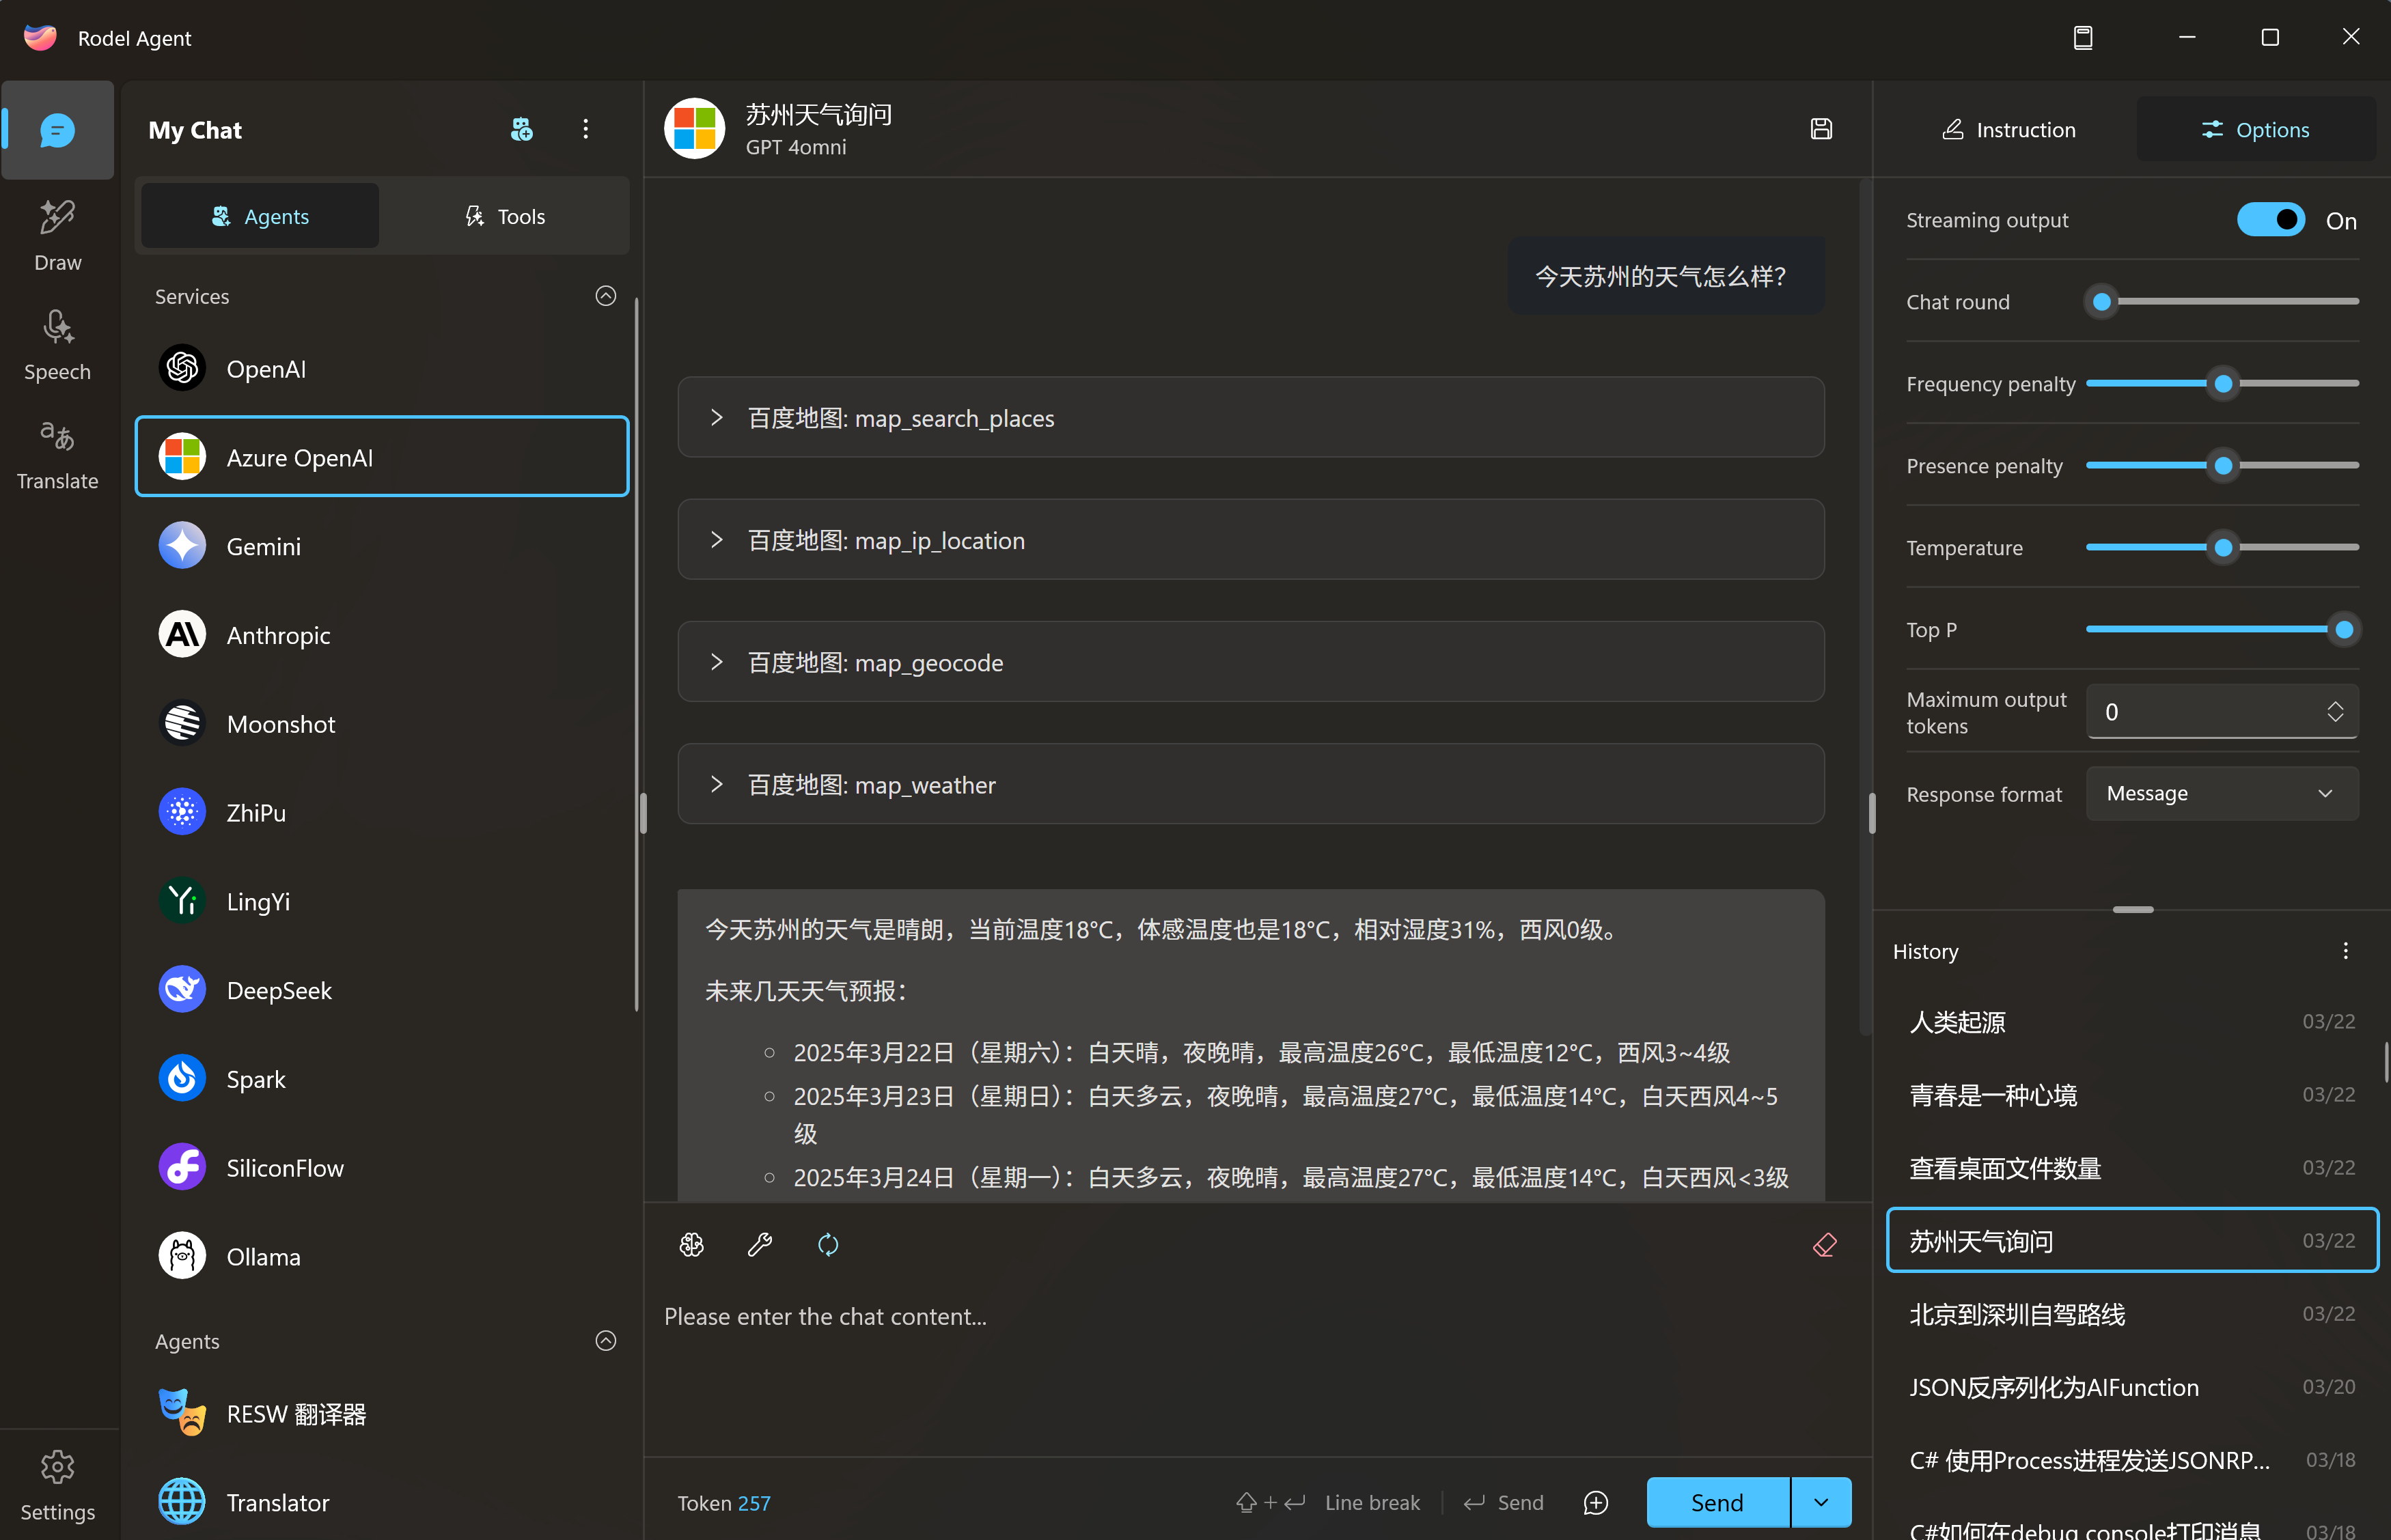 Rodel Agent
Draw
Speech
Translate
Settings
My Chat
Agents
Tools
Services
OpenAI
Azure OpenAI
Gemini
Anthropic
Moonshot
ZhiPu
LingYi
DeepSeek
Spark
SiliconFlow
Ollama
Agents
RESW 翻译器
Translator
苏州天气询问
GPT 4omni
今天苏州的天气怎么样？
百度地图: map_search_places
百度地图: map_ip_location
百度地图: map_geocode
百度地图: map_weather
今天苏州的天气是晴朗，当前温度18°C，体感温度也是18°C，相对湿度31%，西风0级。
未来几天天气预报：
2025年3月22日（星期六）：白天晴，夜晚晴，最高温度26°C，最低温度12°C，西风3~4级
2025年3月23日（星期日）：白天多云，夜晚晴，最高温度27°C，最低温度14°C，白天西风4~5
级
2025年3月24日（星期一）：白天多云，夜晚晴，最高温度27°C，最低温度14°C，白天西风<3级
Please enter the chat content...
Token 257
+ Line break
Send
Send
Instruction
Options
Streaming output On
Chat round
Frequency penalty
Presence penalty
Temperature
Top P
Maximum output
tokens
0
Response format Message
History
人类起源 03/22
青春是一种心境 03/22
查看桌面文件数量 03/22
苏州天气询问 03/22
北京到深圳自驾路线 03/22
JSON反序列化为AIFunction 03/20
C# 使用Process进程发送JSONRP... 03/18
C#如何在debug console打印消息 03/18